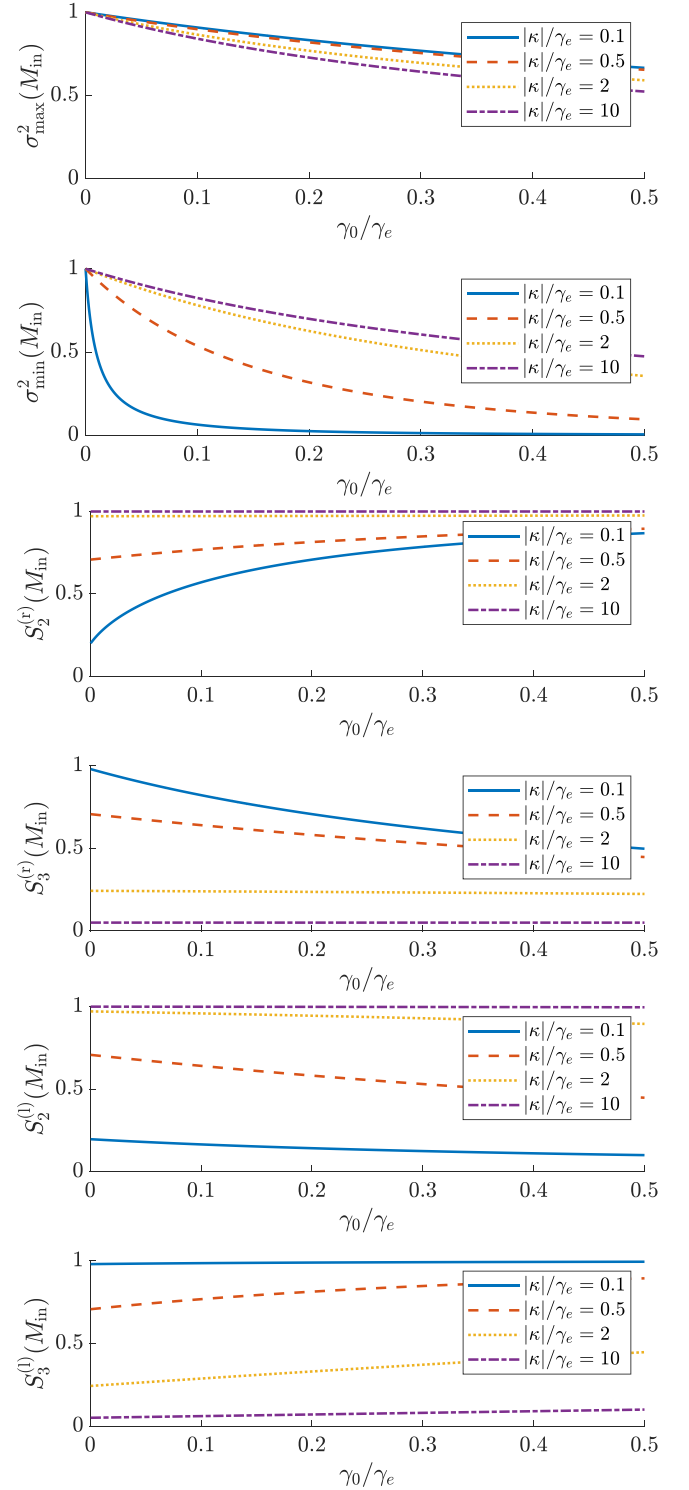 1
0.5
0
σ²max(Min)
0 0.1 0.2 0.3 0.4 0.5
γ0/γe
|κ|/γe = 0.1
|κ|/γe = 0.5
|κ|/γe = 2
|κ|/γe = 10
1
0.5
0
σ²min(Min)
0 0.1 0.2 0.3 0.4 0.5
γ0/γe
|κ|/γe = 0.1
|κ|/γe = 0.5
|κ|/γe = 2
|κ|/γe = 10
1
0.5
0
S2^(r)(Min)
0 0.1 0.2 0.3 0.4 0.5
γ0/γe
|κ|/γe = 0.1
|κ|/γe = 0.5
|κ|/γe = 2
|κ|/γe = 10
1
0.5
0
S3^(r)(Min)
0 0.1 0.2 0.3 0.4 0.5
γ0/γe
|κ|/γe = 0.1
|κ|/γe = 0.5
|κ|/γe = 2
|κ|/γe = 10
1
0.5
0
S2^(l)(Min)
0 0.1 0.2 0.3 0.4 0.5
γ0/γe
|κ|/γe = 0.1
|κ|/γe = 0.5
|κ|/γe = 2
|κ|/γe = 10
1
0.5
0
S3^(l)(Min)
0 0.1 0.2 0.3 0.4 0.5
γ0/γe
|κ|/γe = 0.1
|κ|/γe = 0.5
|κ|/γe = 2
|κ|/γe = 10